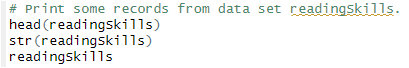 # Print some records from data set readingSkills.
head(readingSkills)
str(readingSkills)
readingSkills